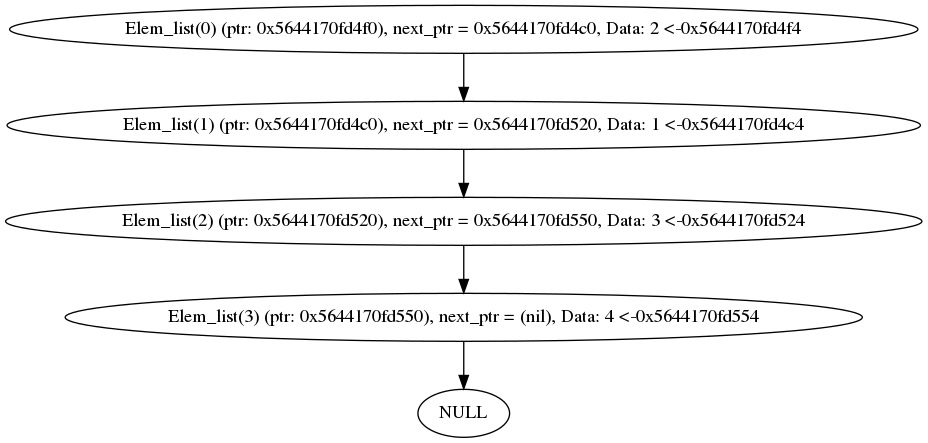 Elem_list(0) (ptr: 0x5644170fd4f0), next_ptr = 0x5644170fd4c0, Data: 2 <-0x5644170fd4f4
Elem_list(1) (ptr: 0x5644170fd4c0), next_ptr = 0x5644170fd520, Data: 1 <-0x5644170fd4c4
Elem_list(2) (ptr: 0x5644170fd520), next_ptr = 0x5644170fd550, Data: 3 <-0x5644170fd524
Elem_list(3) (ptr: 0x5644170fd550), next_ptr = (nil), Data: 4 <-0x5644170fd554
NULL